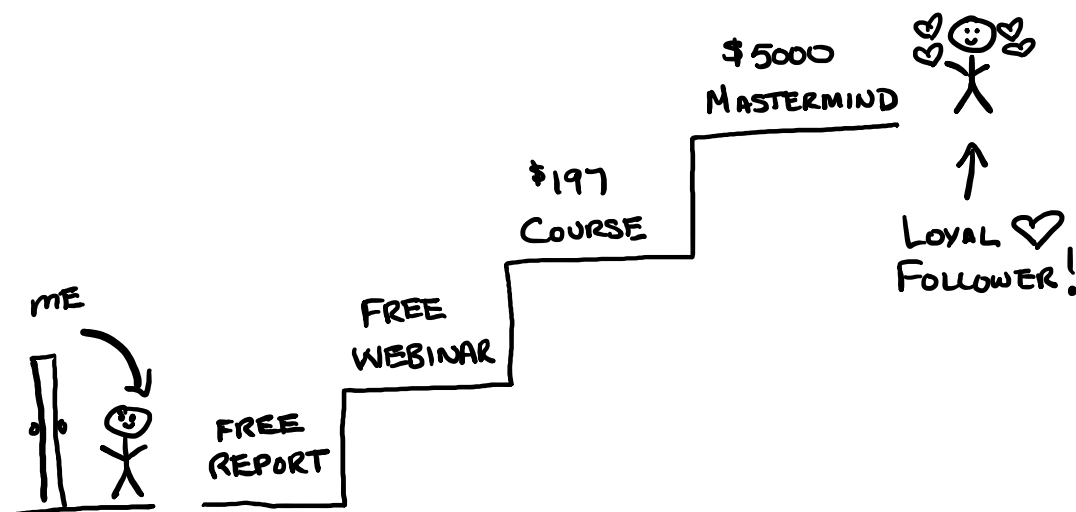 ME
FREE
REPORT
FREE
WEBINAR
$197
COURSE
$5000
MASTERMIND
LOYAL ♡
FOLLOWER!